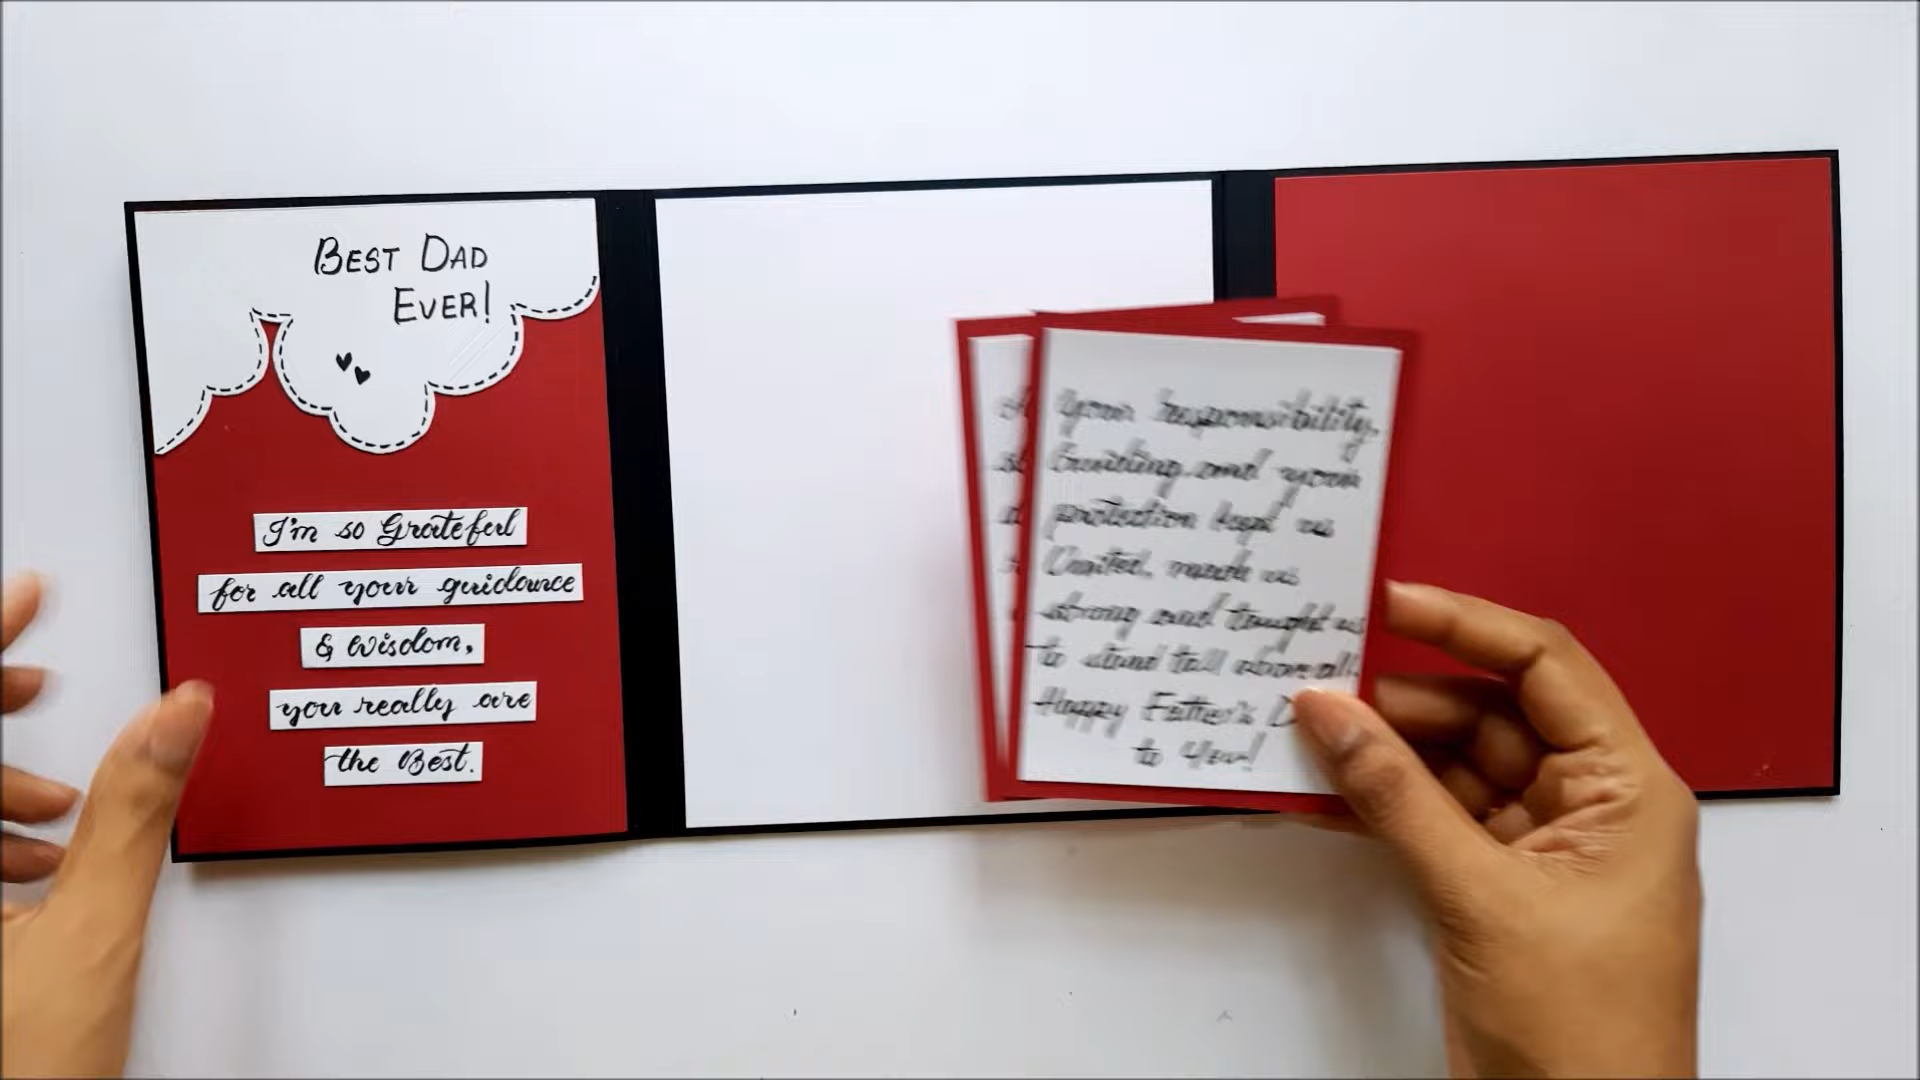 BEST DAD
EVER!
I'm so Grateful
for all your guidance
& wisdom,
you really are
the Best.
your responsibility,
Guiding and your
protection kept us
United, made us
strong and taught us
to stand tall above all.
Happy Father's D
to You!